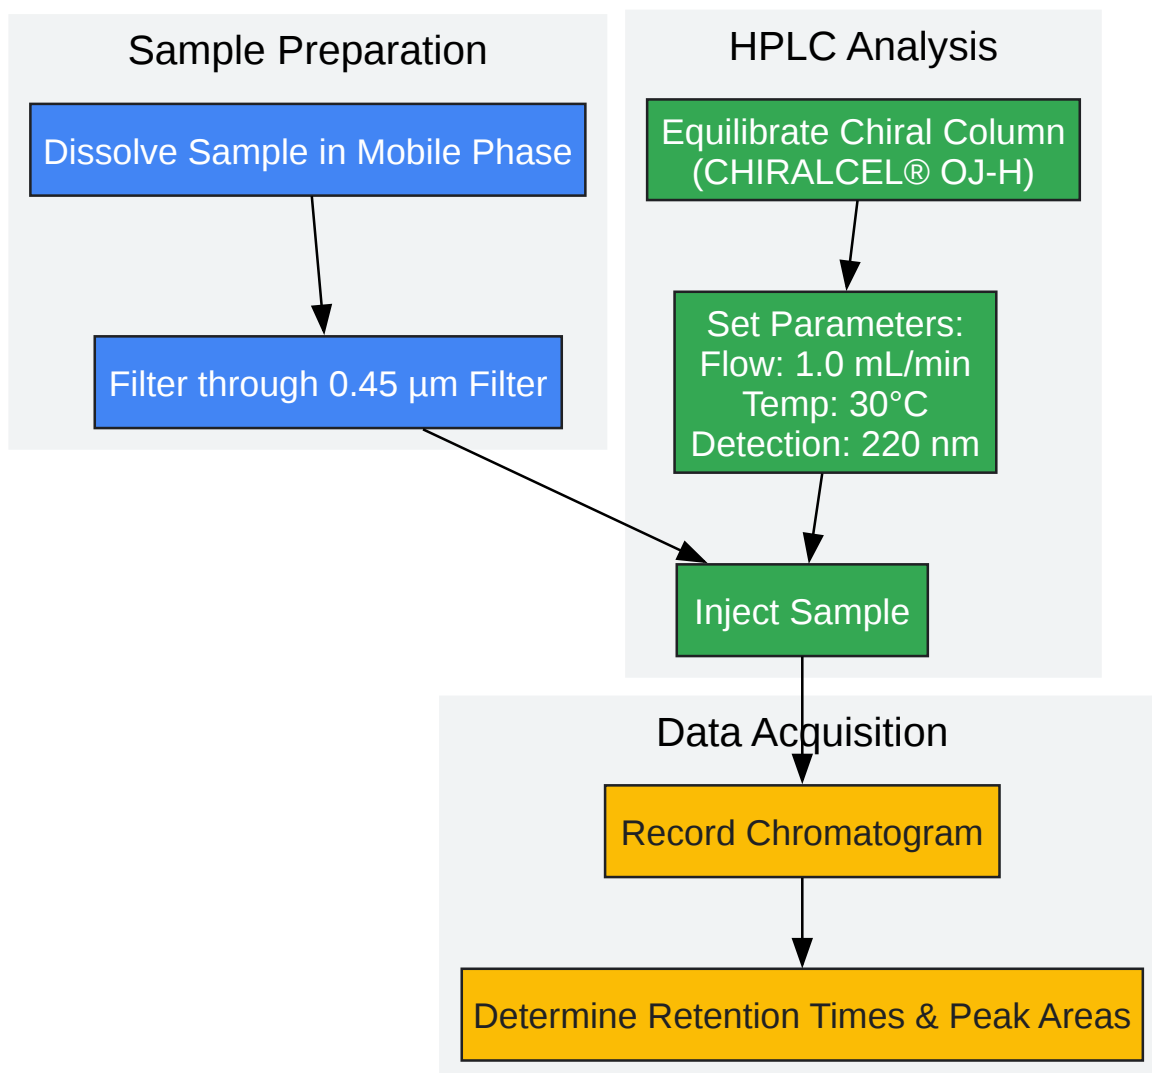 Sample Preparation
Dissolve Sample in Mobile Phase
Filter through 0.45 µm Filter
HPLC Analysis
Equilibrate Chiral Column
(CHIRALCEL® OJ-H)
Set Parameters:
Flow: 1.0 mL/min
Temp: 30°C
Detection: 220 nm
Inject Sample
Data Acquisition
Record Chromatogram
Determine Retention Times & Peak Areas